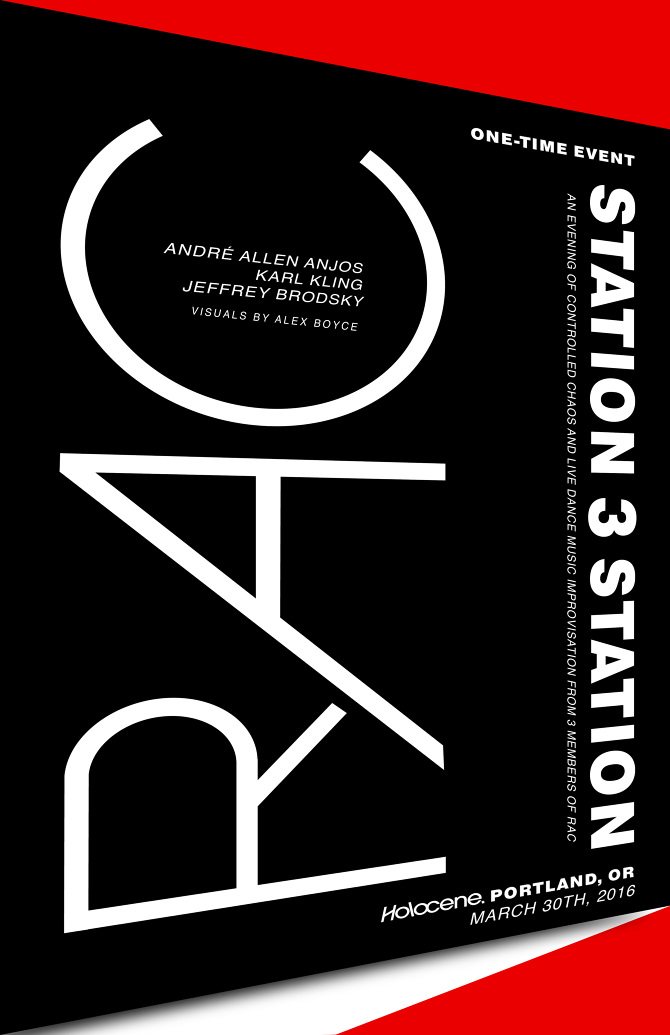 ONE-TIME EVENT
STATION 3 STATION
AN EVENING OF CONTROLLED CHAOS AND LIVE DANCE MUSIC IMPROVISATION FROM 3 MEMBERS OF RAC
RAC
ANDRÉ ALLEN ANJOS
KARL KLING
JEFFREY BRODSKY
VISUALS BY ALEX BOYCE
Holocene. PORTLAND, OR
MARCH 30TH, 2016